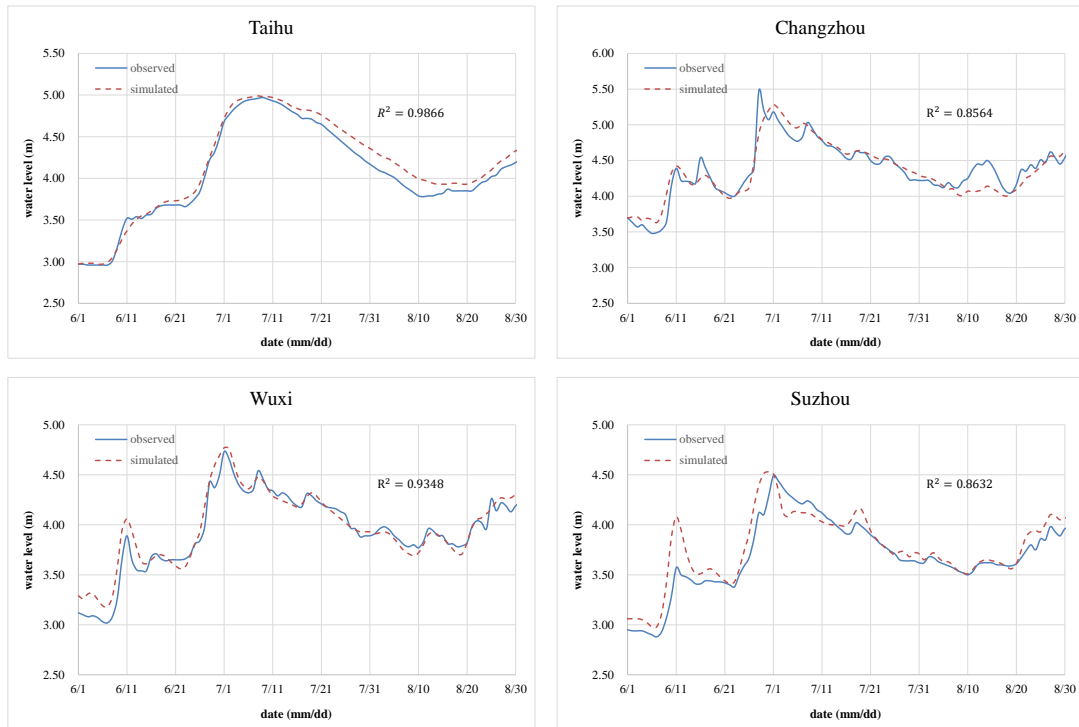 Taihu
5.50
5.00
4.50
4.00
3.50
3.00
2.50
water level (m)
observed
simulated
R² = 0.9866
6/1 6/11 6/21 7/1 7/11 7/21 7/31 8/10 8/20 8/30
date (mm/dd)
Changzhou
6.00
5.50
5.00
4.50
4.00
3.50
3.00
2.50
water level (m)
observed
simulated
R² = 0.8564
6/1 6/11 6/21 7/1 7/11 7/21 7/31 8/10 8/20 8/30
date (mm/dd)
Wuxi
5.00
4.50
4.00
3.50
3.00
2.50
water level (m)
observed
simulated
R² = 0.9348
6/1 6/11 6/21 7/1 7/11 7/21 7/31 8/10 8/20 8/30
date (mm/dd)
Suzhou
5.00
4.50
4.00
3.50
3.00
2.50
water level (m)
observed
simulated
R² = 0.8632
6/1 6/11 6/21 7/1 7/11 7/21 7/31 8/10 8/20 8/30
date (mm/dd)